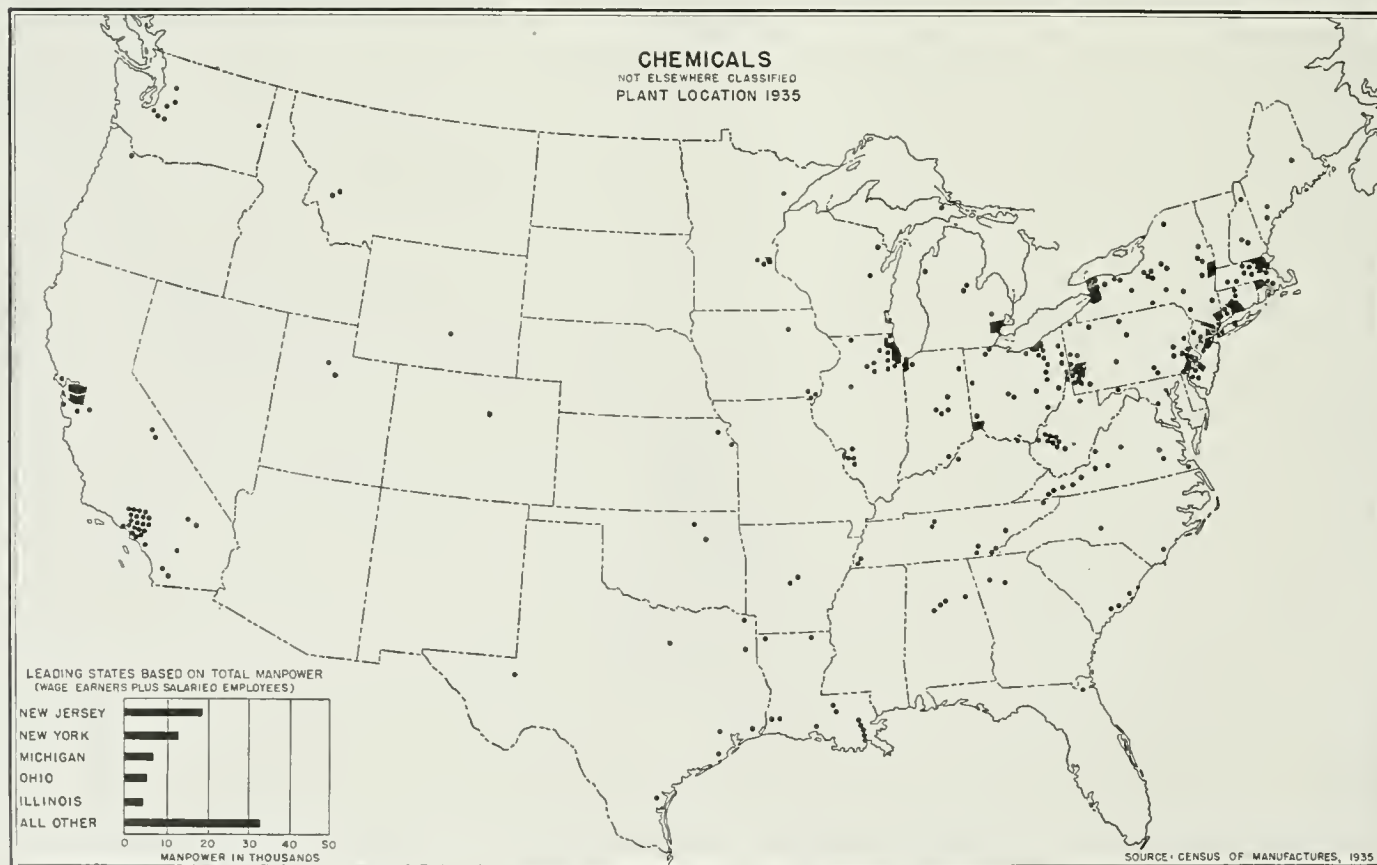 CHEMICALS
NOT ELSEWHERE CLASSIFIED
PLANT LOCATION 1935
LEADING STATES BASED ON TOTAL MANPOWER
(WAGE EARNERS PLUS SALARIED EMPLOYEES)
NEW JERSEY
NEW YORK
MICHIGAN
OHIO
ILLINOIS
ALL OTHER
0 10 20 30 40 50
MANPOWER IN THOUSANDS
SOURCE: CENSUS OF MANUFACTURES, 1935